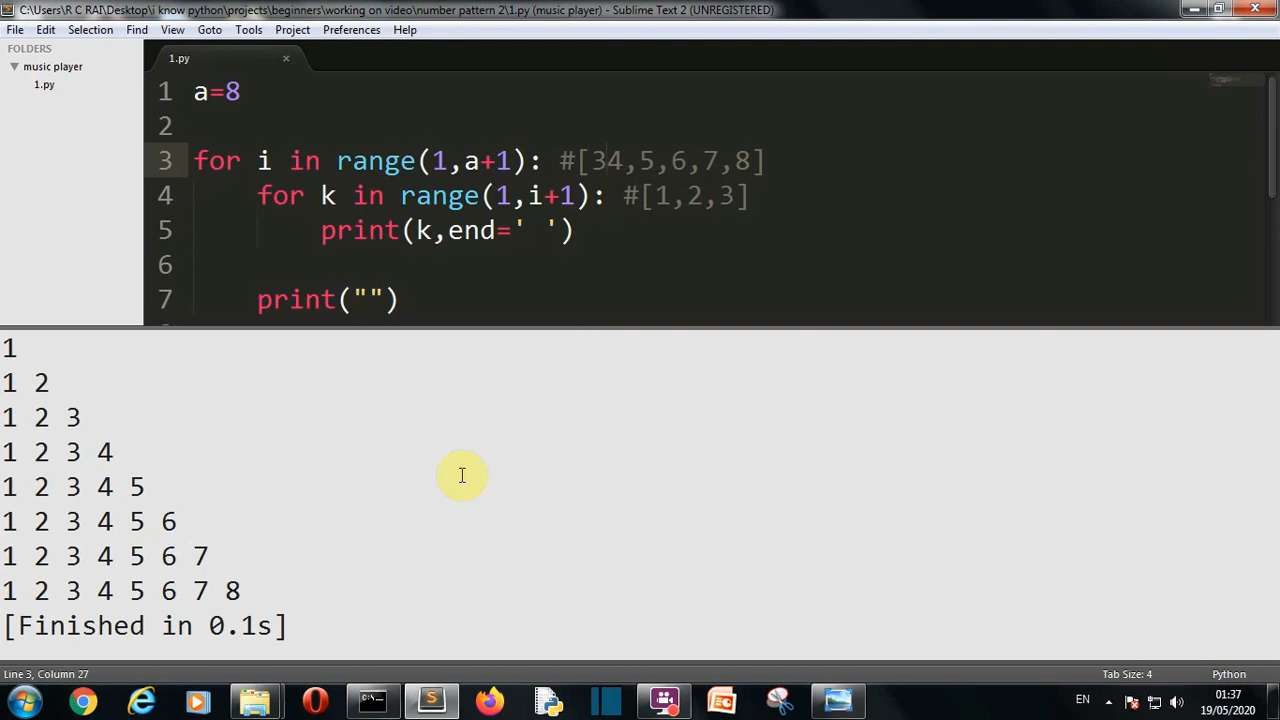 C:\Users\R C RAI\Desktop\i know python\projects\beginners\working on video\number pattern 2\1.py (music player) - Sublime Text 2 (UNREGISTERED)
File Edit Selection Find View Goto Tools Project Preferences Help
FOLDERS
music player
1.py
1.py
1 a=8
2
3 for i in range(1,a+1): #[34,5,6,7,8]
4     for k in range(1,i+1): #[1,2,3]
5         print(k,end=' ')
6
7     print("")
1
1 2
1 2 3
1 2 3 4
1 2 3 4 5
1 2 3 4 5 6
1 2 3 4 5 6 7
1 2 3 4 5 6 7 8
[Finished in 0.1s]
Line 3, Column 27
Tab Size: 4
Python
EN
01:37
19/05/2020